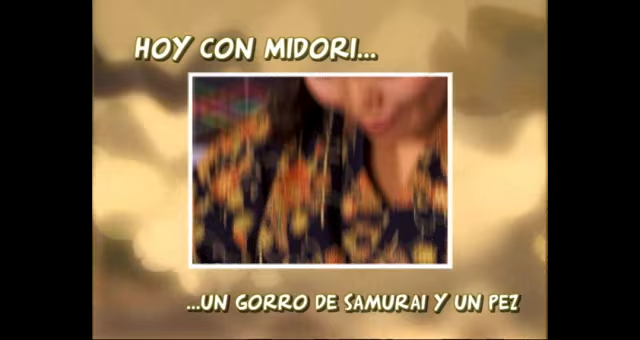 HOY CON MIDORI...
...UN GORRO DE SAMURAI Y UN PEZ